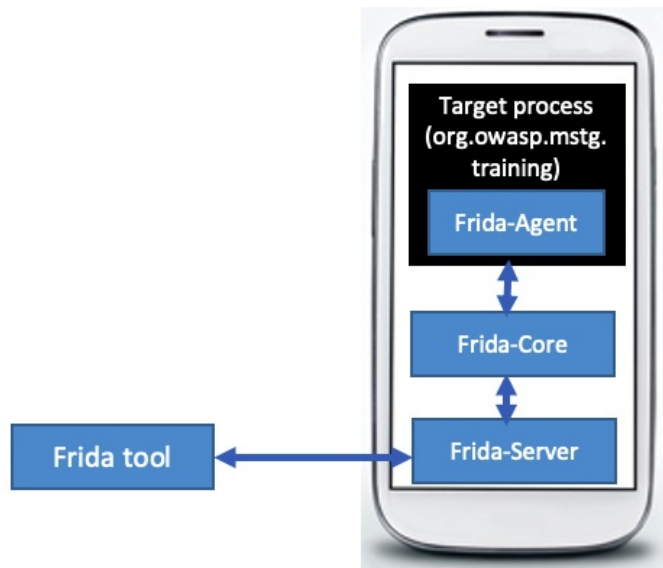 Target process
(org.owasp.mstg.
training)
Frida-Agent
Frida-Core
Frida-Server
Frida tool